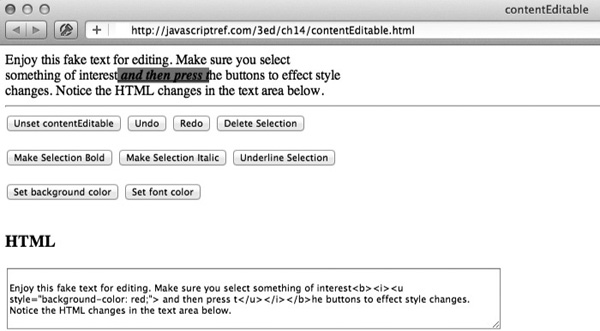 contentEditable
http://javascriptref.com/3ed/ch14/contentEditable.html
Enjoy this fake text for editing. Make sure you select
something of interest and then press the buttons to effect style
changes. Notice the HTML changes in the text area below.
Unset contentEditable Undo Redo Delete Selection
Make Selection Bold Make Selection Italic Underline Selection
Set background color Set font color
HTML
Enjoy this fake text for editing. Make sure you select something of interest<b><i><u
style="background-color: red;"> and then press t</u></i></b>he buttons to effect style changes.
Notice the HTML changes in the text area below.